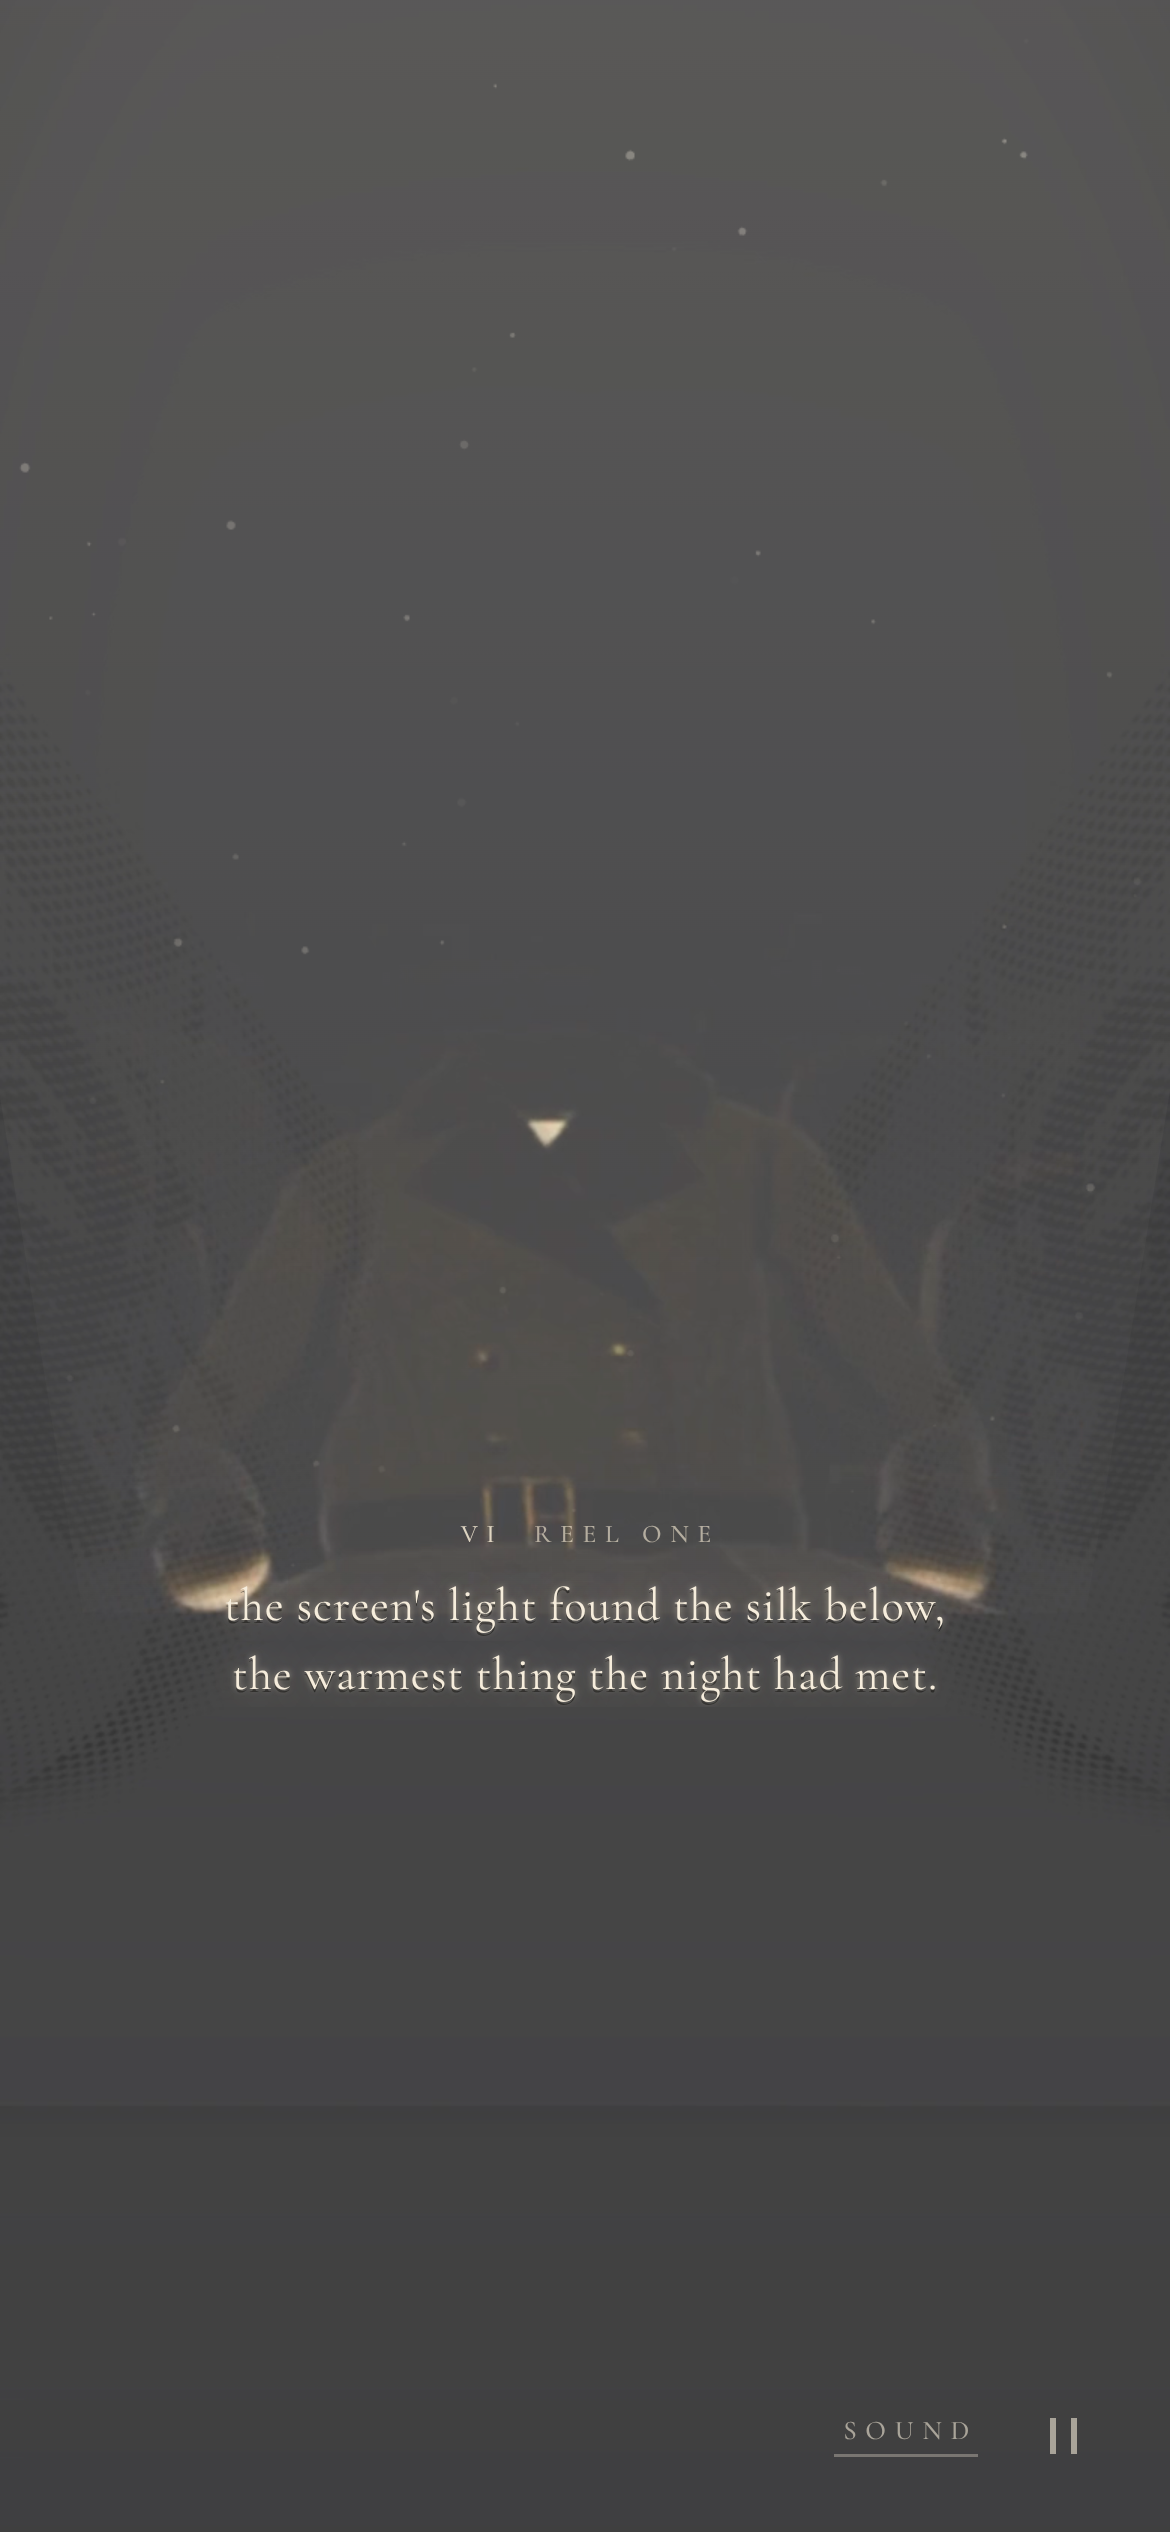 VI REEL ONE
the screen's light found the silk below,
the warmest thing the night had met.
SOUND